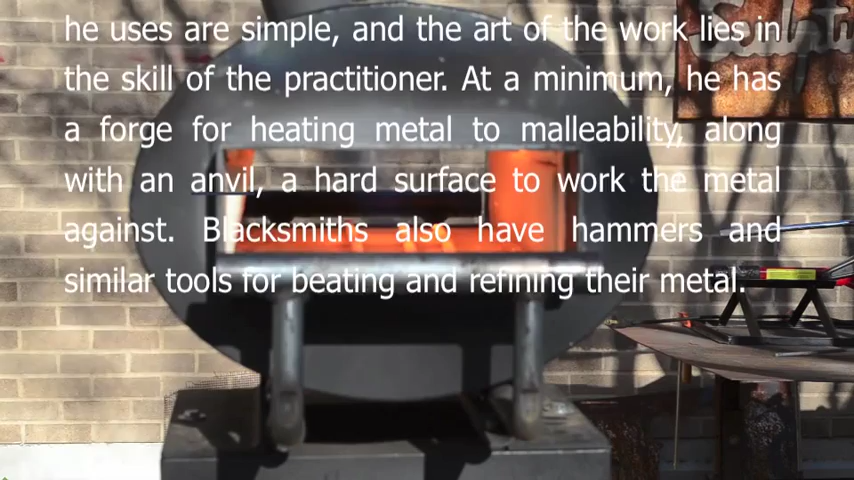 he uses are simple, and the art of the work lies in
the skill of the practitioner. At a minimum, he has
a forge for heating metal to malleability, along
with an anvil, a hard surface to work the metal
against. Blacksmiths also have hammers and
similar tools for beating and refining their metal.